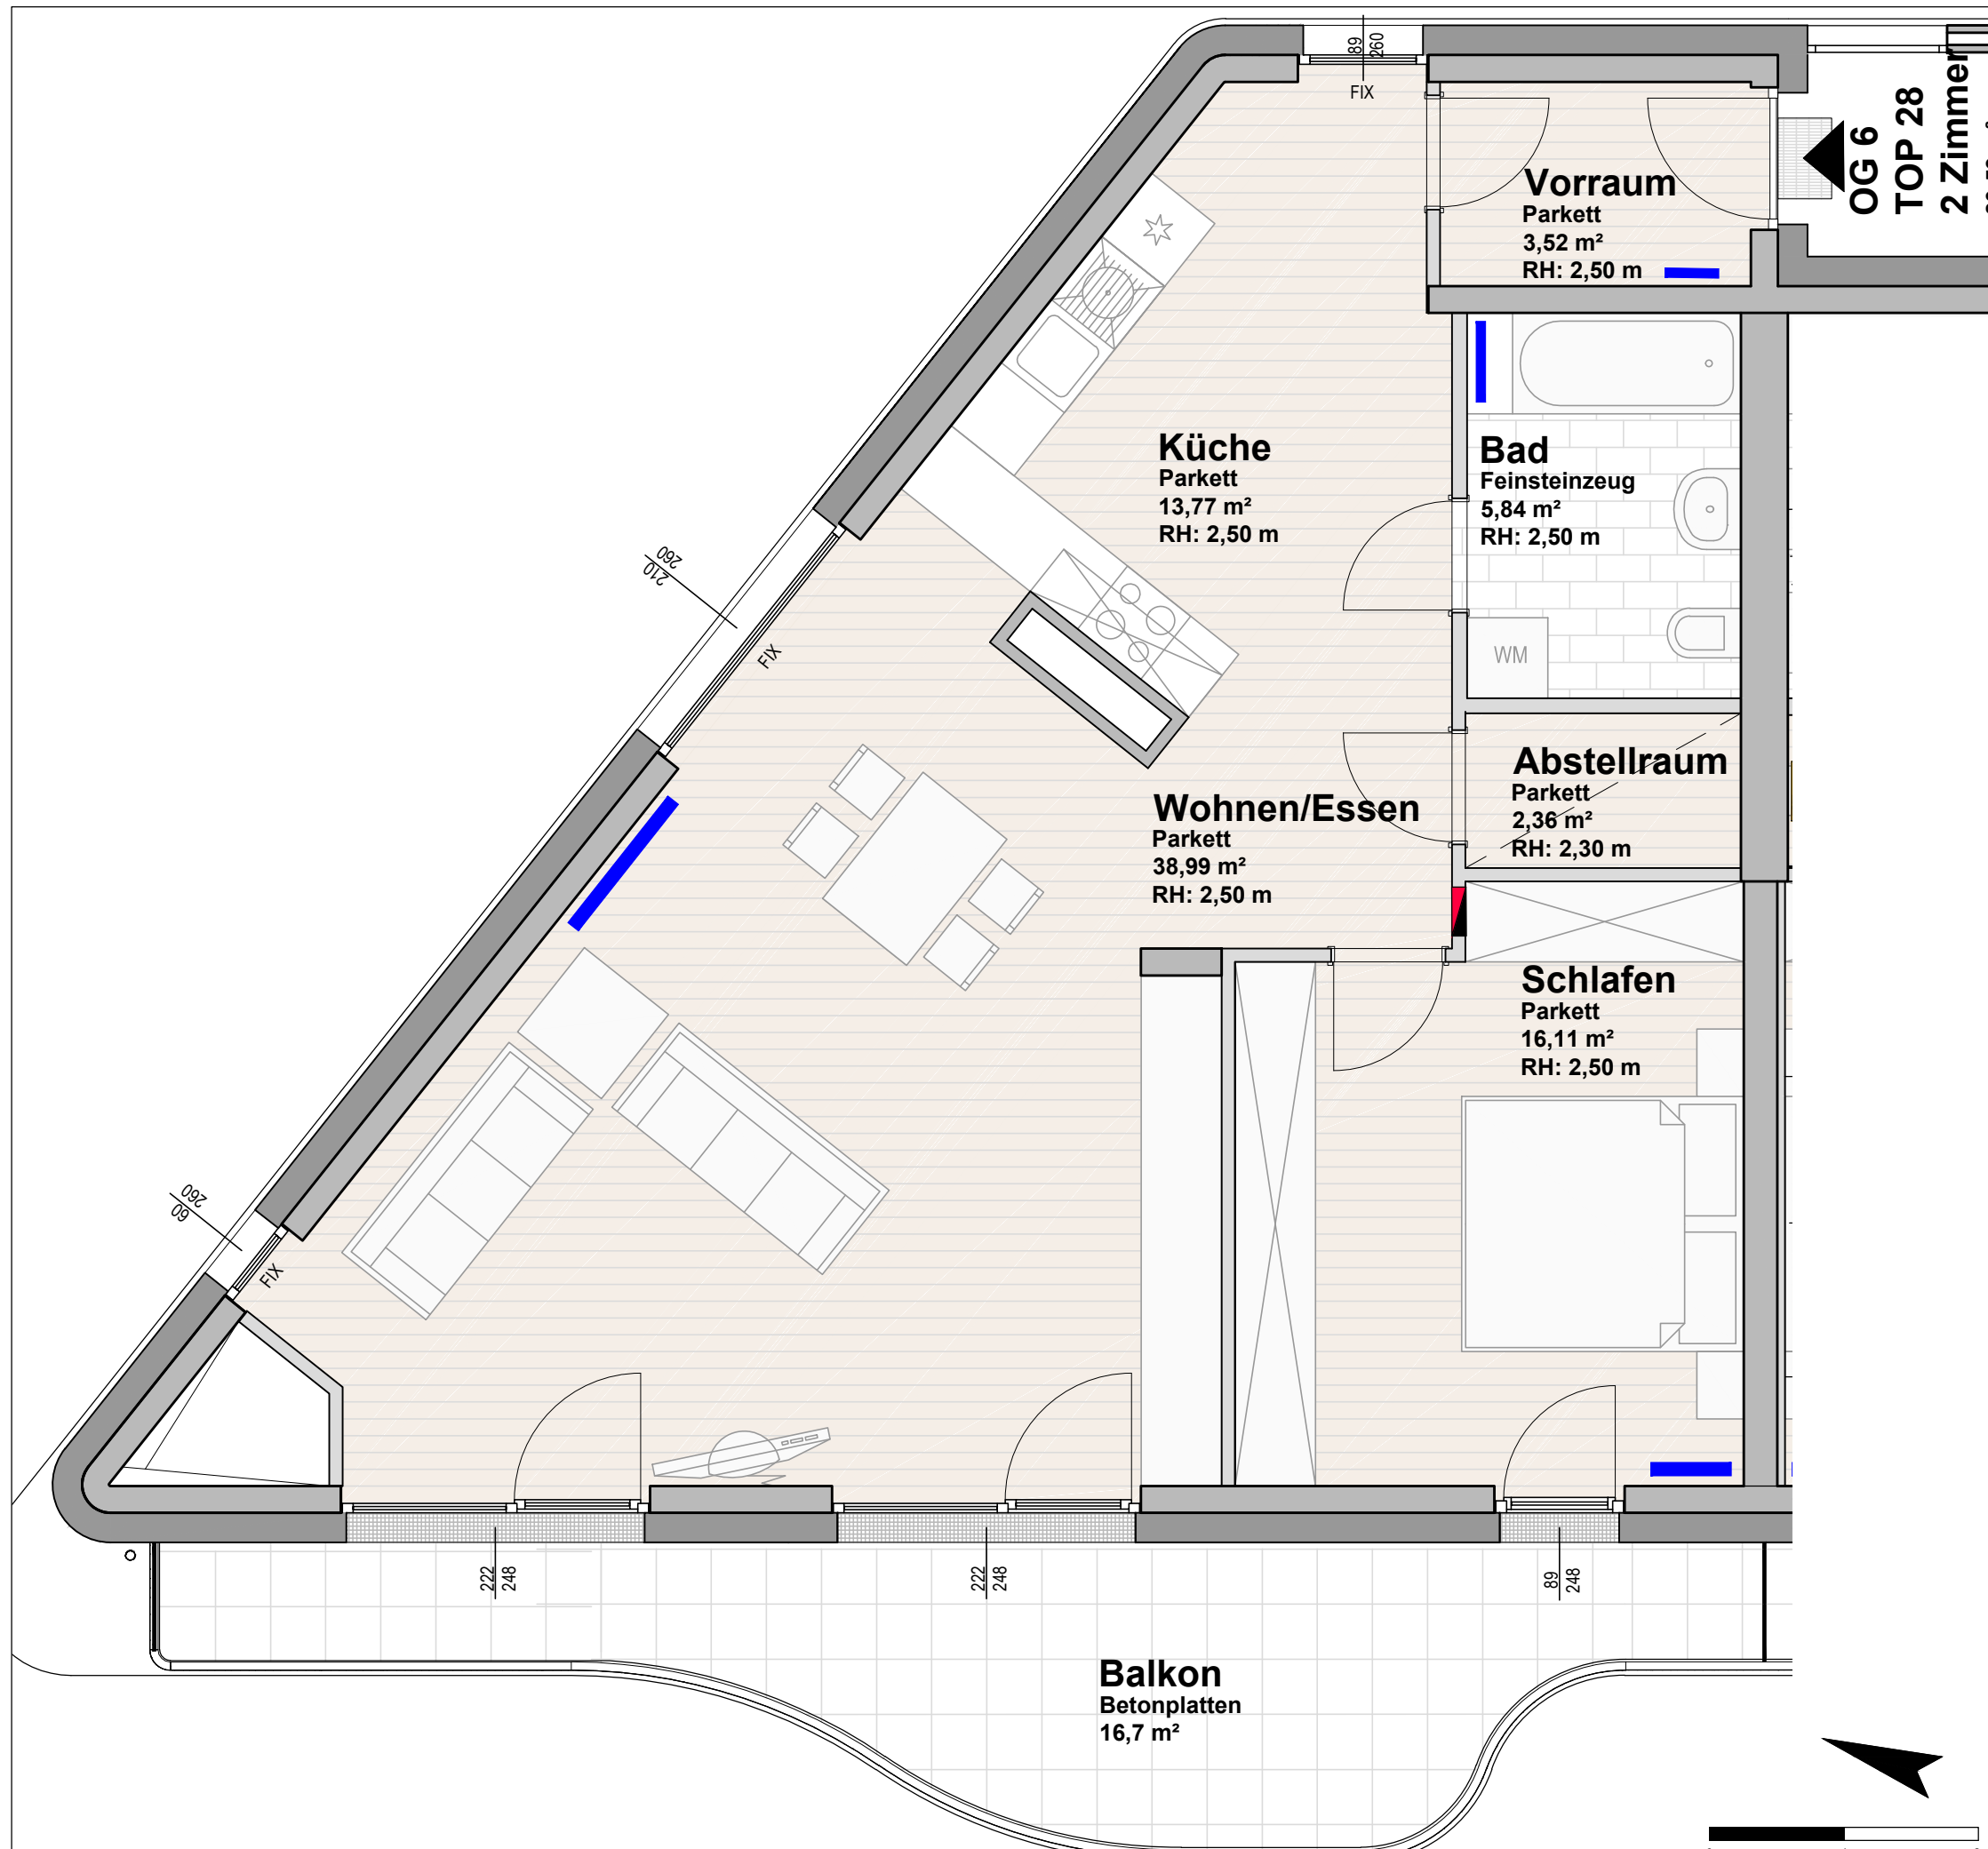 89
260
FIX
OG 6
TOP 28
2 Zimmer
Vorraum
Parkett
3,52 m²
RH: 2,50 m
Küche
Parkett
13,77 m²
RH: 2,50 m
Bad
Feinsteinzeug
5,84 m²
RH: 2,50 m
260
210
FIX
WM
Abstellraum
Parkett
2,36 m²
RH: 2,30 m
Wohnen/Essen
Parkett
38,99 m²
RH: 2,50 m
Schlafen
Parkett
16,11 m²
RH: 2,50 m
260
60
FIX
222
248
222
248
89
248
Balkon
Betonplatten
16,7 m²